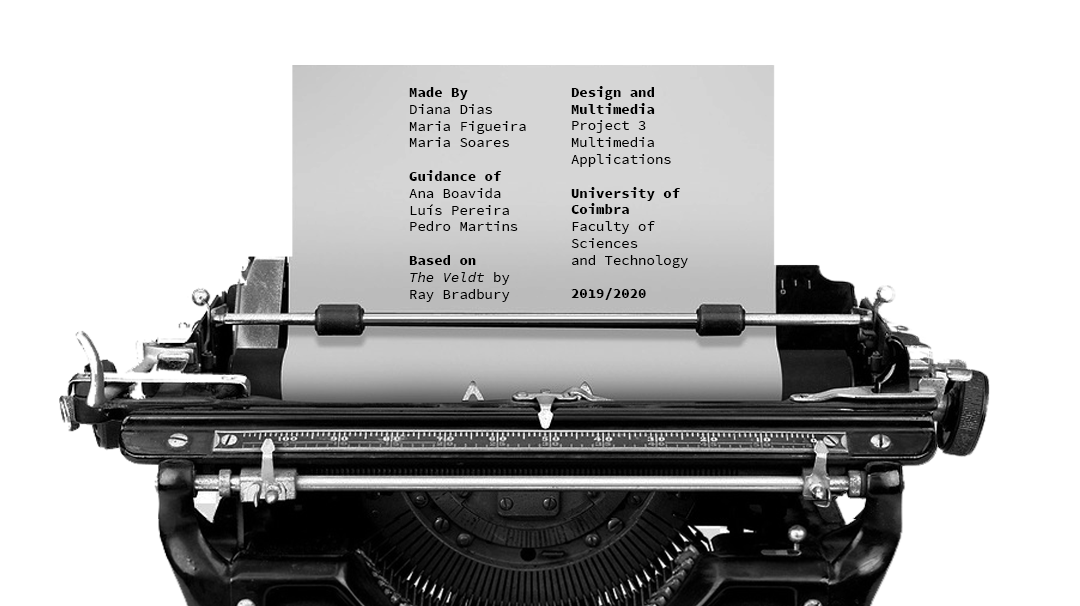 Made By
Diana Dias
Maria Figueira
Maria Soares
Guidance of
Ana Boavida
Luís Pereira
Pedro Martins
Based on
The Veldt by
Ray Bradbury
Design and
Multimedia
Project 3
Multimedia
Applications
University of
Coimbra
Faculty of
Sciences
and Technology
2019/2020